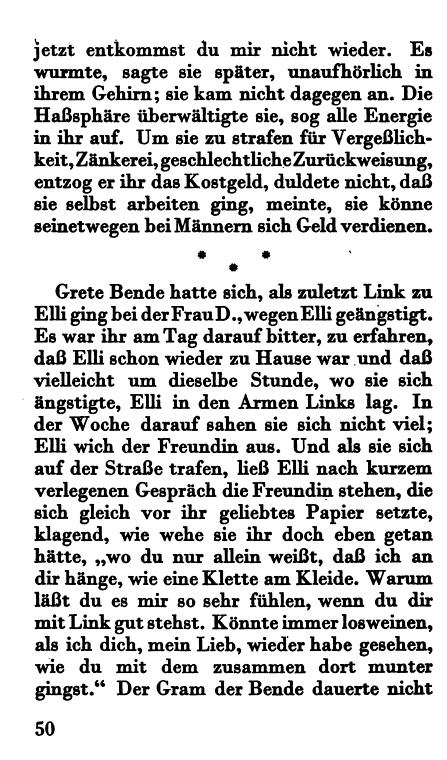 jetzt entkommst du mir nicht wieder. Es
wurmte, sagte sie später, unaufhörlich in
ihrem Gehirn; sie kam nicht dagegen an. Die
Haßsphäre überwältigte sie, sog alle Energie
in ihr auf. Um sie zu strafen für Vergeßlich-
keit, Zänkerei, geschlechtliche Zurückweisung,
entzog er ihr das Kostgeld, duldete nicht, daß
sie selbst arbeiten ging, meinte, sie könne
seinetwegen bei Männern sich Geld verdienen.
* *
*
Grete Bende hatte sich, als zuletzt Link zu
Elli ging bei der Frau D., wegen Elli geängstigt.
Es war ihr am Tag darauf bitter, zu erfahren,
daß Elli schon wieder zu Hause war und daß
vielleicht um dieselbe Stunde, wo sie sich
ängstigte, Elli in den Armen Links lag. In
der Woche darauf sahen sie sich nicht viel;
Elli wich der Freundin aus. Und als sie sich
auf der Straße trafen, ließ Elli nach kurzem
verlegenen Gespräch die Freundin stehen, die
sich gleich vor ihr geliebtes Papier setzte,
klagend, wie wehe sie ihr doch eben getan
hätte, „wo du nur allein weißt, daß ich an
dir hänge, wie eine Klette am Kleide. Warum
läßt du es mir so sehr fühlen, wenn du dir
mit Link gut stehst. Könnte immer losweinen,
als ich dich, mein Lieb, wieder habe gesehen,
wie du mit dem zusammen dort munter
gingst.“ Der Gram der Bende dauerte nicht
50